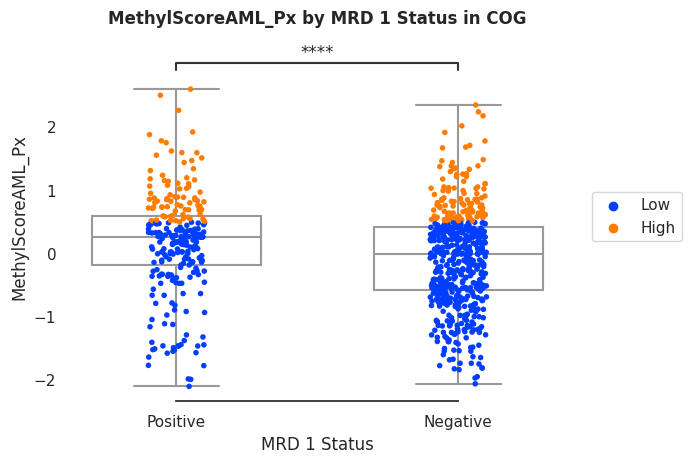 MethylScoreAML_Px by MRD 1 Status in COG
****
MethylScoreAML_Px
2
1
0
−1
−2
Low
High
Positive
Negative
MRD 1 Status